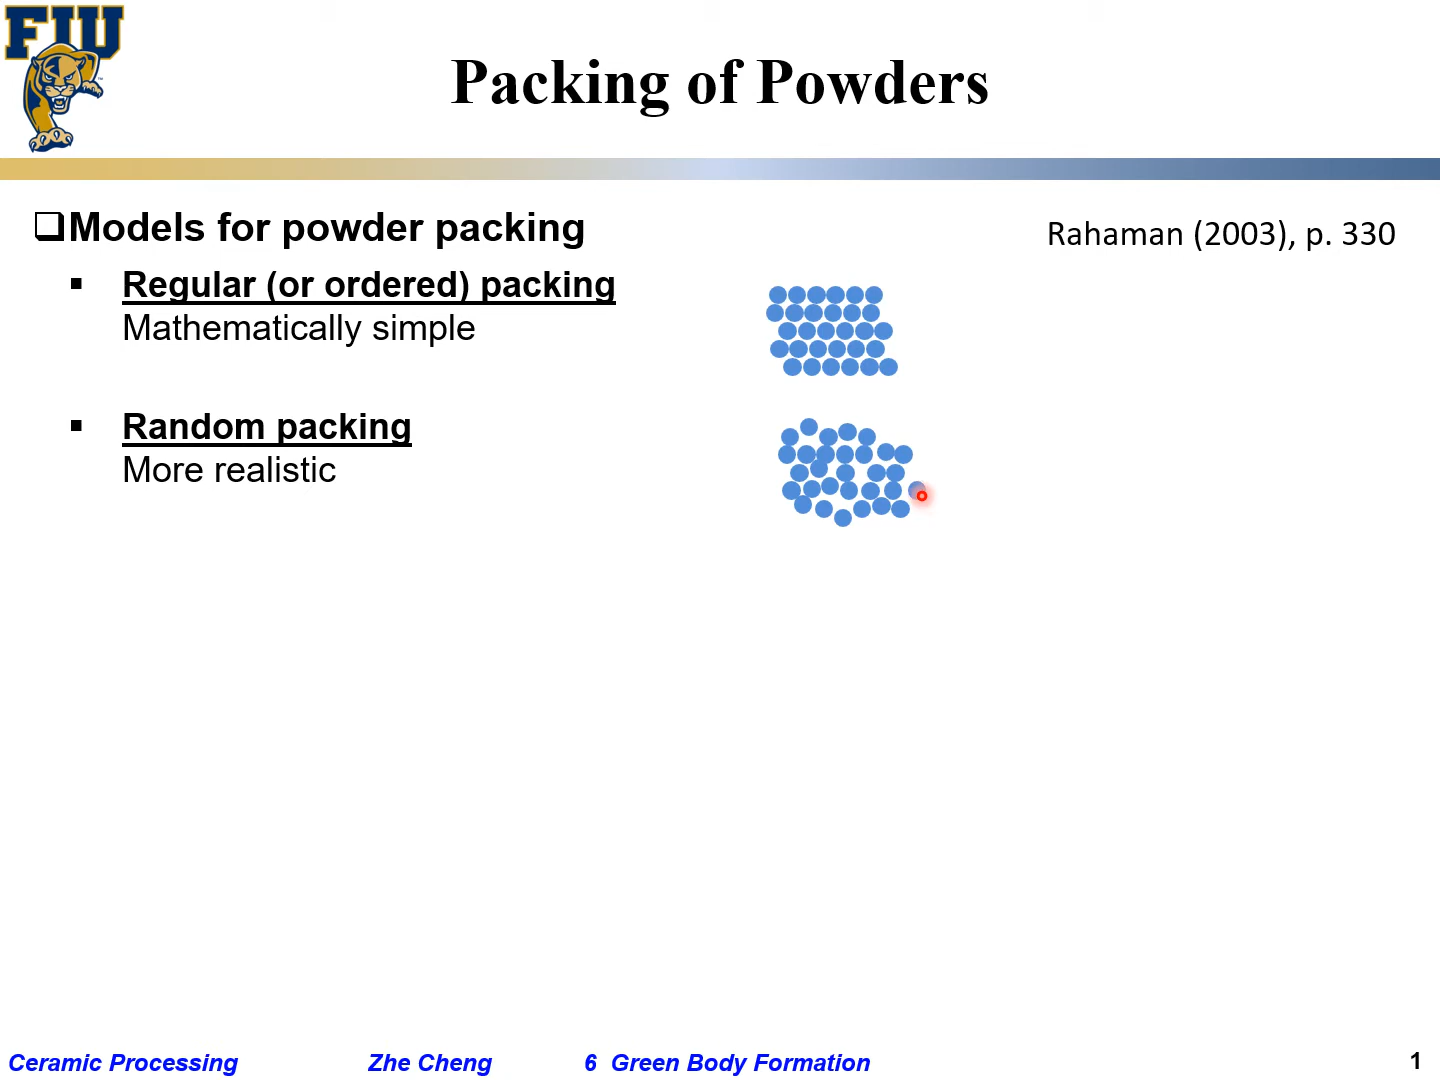 FIU
Packing of Powders
❑Models for powder packing
Rahaman (2003), p. 330
▪ Regular (or ordered) packing
Mathematically simple
▪ Random packing
More realistic
Ceramic Processing Zhe Cheng 6 Green Body Formation 1